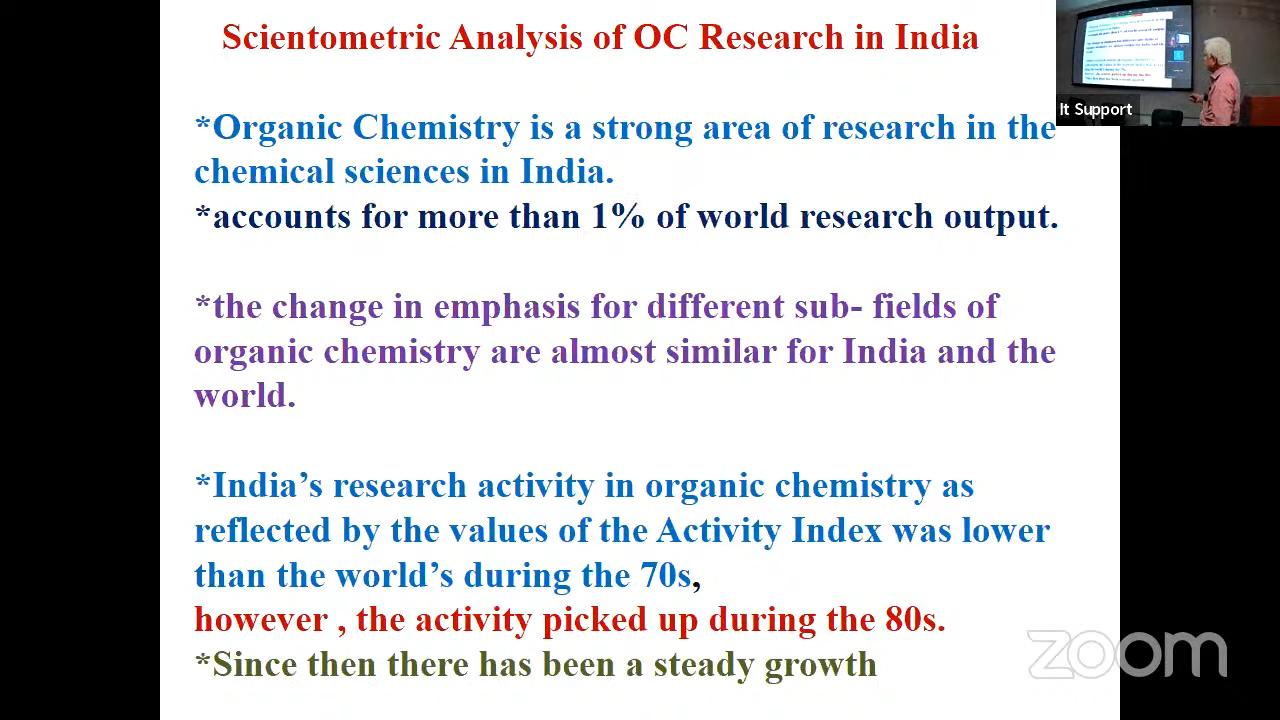 Scientometric Analysis of OC Research in India
*Organic Chemistry is a strong area of research in the
chemical sciences in India.
*accounts for more than 1% of world research output.
*the change in emphasis for different sub- fields of
organic chemistry are almost similar for India and the
world.
*India’s research activity in organic chemistry as
reflected by the values of the Activity Index was lower
than the world’s during the 70s,
however , the activity picked up during the 80s.
*Since then there has been a steady growth
It Support
zoom